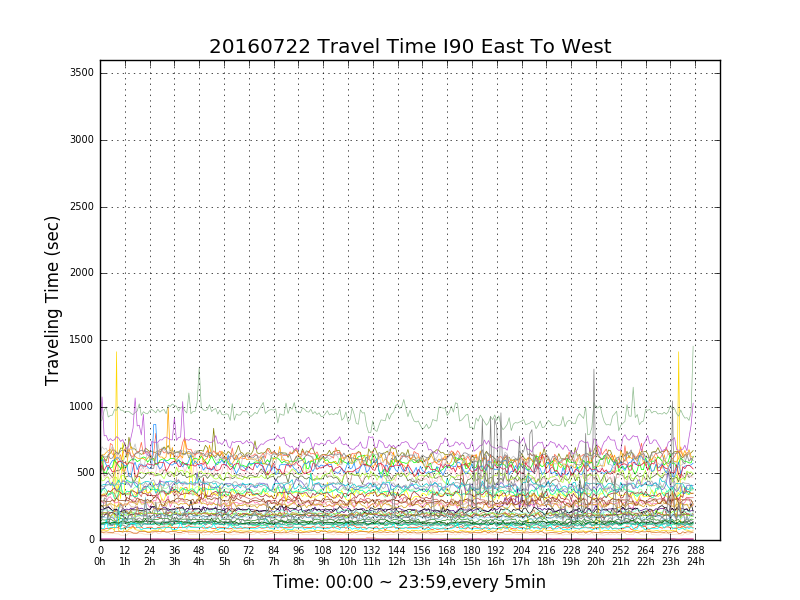 20160722 Travel Time I90 East To West
3500
3000
2500
2000
1500
1000
500
0
Traveling Time (sec)
0 12 24 36 48 60 72 84 96 108 120 132 144 156 168 180 192 204 216 228 240 252 264 276 288
0h 1h 2h 3h 4h 5h 6h 7h 8h 9h 10h 11h 12h 13h 14h 15h 16h 17h 18h 19h 20h 21h 22h 23h 24h
Time: 00:00 ~ 23:59,every 5min